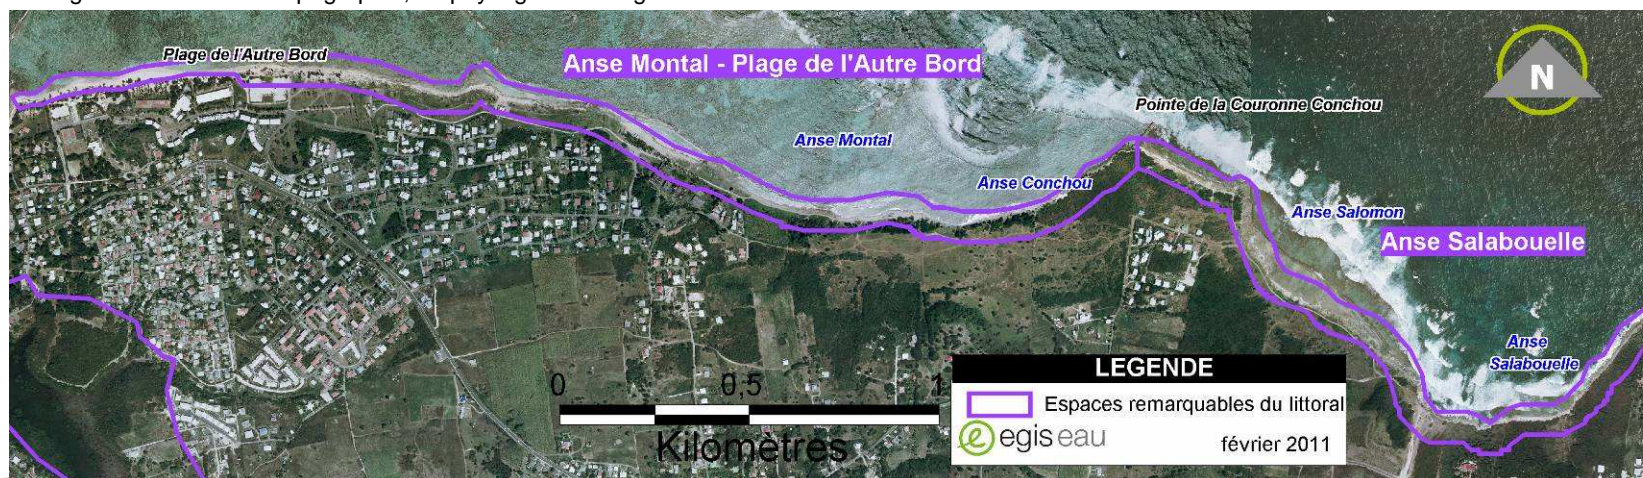 Plage de l'Autre Bord
Anse Montal - Plage de l'Autre Bord
N
Pointe de la Couronne Conchou
Anse Montal
Anse Conchou
Anse Salomon
Anse Salabouelle
Anse
Salabouelle
0 0,5 1
Kilomètres
LEGENDE
Espaces remarquables du littoral
egis eau
février 2011